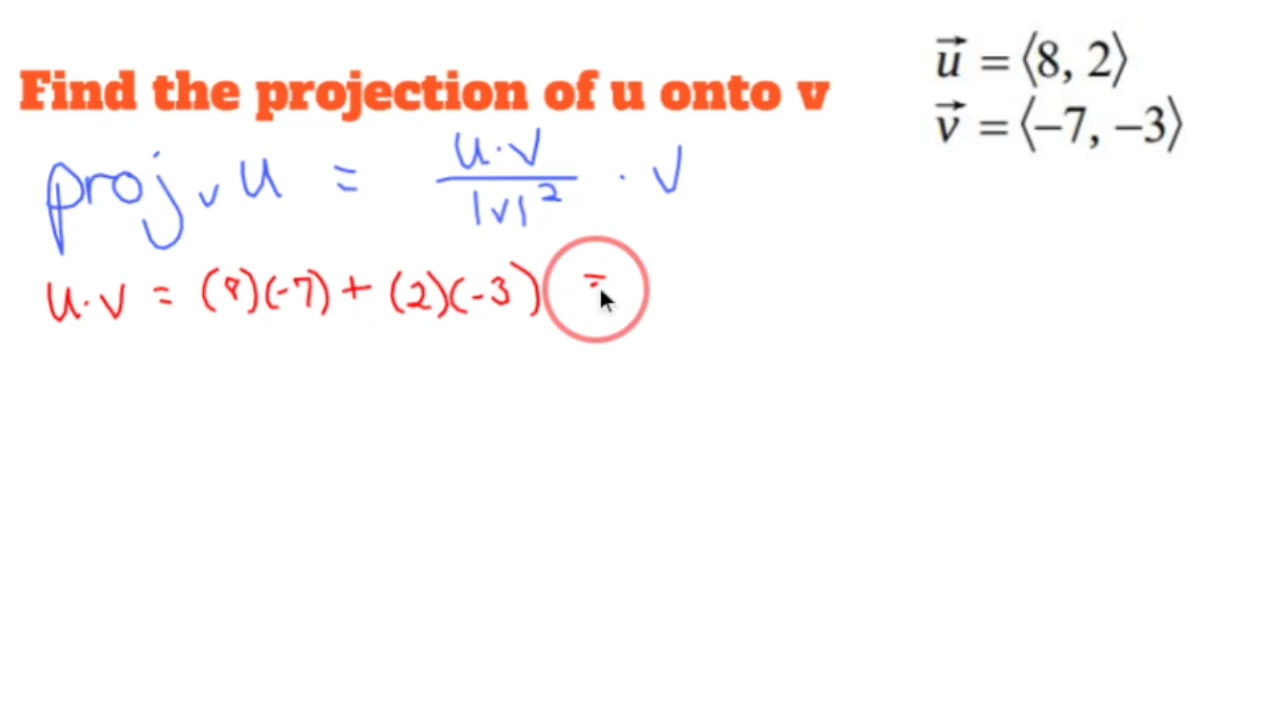 Find the projection of u onto v
u⃗ = ⟨8, 2⟩
v⃗ = ⟨−7, −3⟩
proj_v u = u·v / |v|² · v
u·v = (8)(-7) + (2)(-3) =